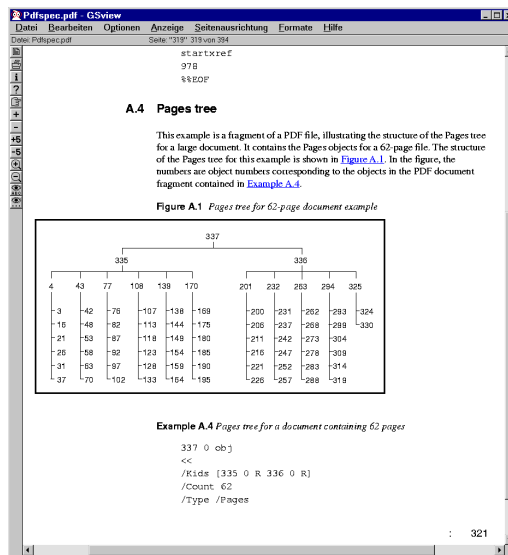 Pdfspec.pdf - GSview
Datei Bearbeiten Optionen Anzeige Seitenausrichtung Formate Hilfe
Datei: Pdfspec.pdf Seite: "319" 319 von 394
startxref
978
%%EOF
i
?
+
-
+5
-5
A.4 Pages tree
This example is a fragment of a PDF file, illustrating the structure of the Pages tree
for a large document. It contains the Pages objects for a 62-page file. The structure
of the Pages tree for this example is shown in Figure A.1. In the figure, the
numbers are object numbers corresponding to the objects in the PDF document
fragment contained in Example A.4.
Figure A.1 Pages tree for 62-page document example
337
335 336
4 43 77 108 139 170 201 232 263 294 325
3 42 76 107 138 169 200 231 262 293 324
16 48 82 113 144 175 206 237 268 299 330
21 53 87 118 149 180 211 242 273 304
26 58 92 123 154 185 216 247 278 309
31 63 97 128 159 190 221 252 283 314
37 70 102 133 164 195 226 257 288 319
Example A.4 Pages tree for a document containing 62 pages
337 0 obj
<<
/Kids [335 0 R 336 0 R]
/Count 62
/Type /Pages
: 321